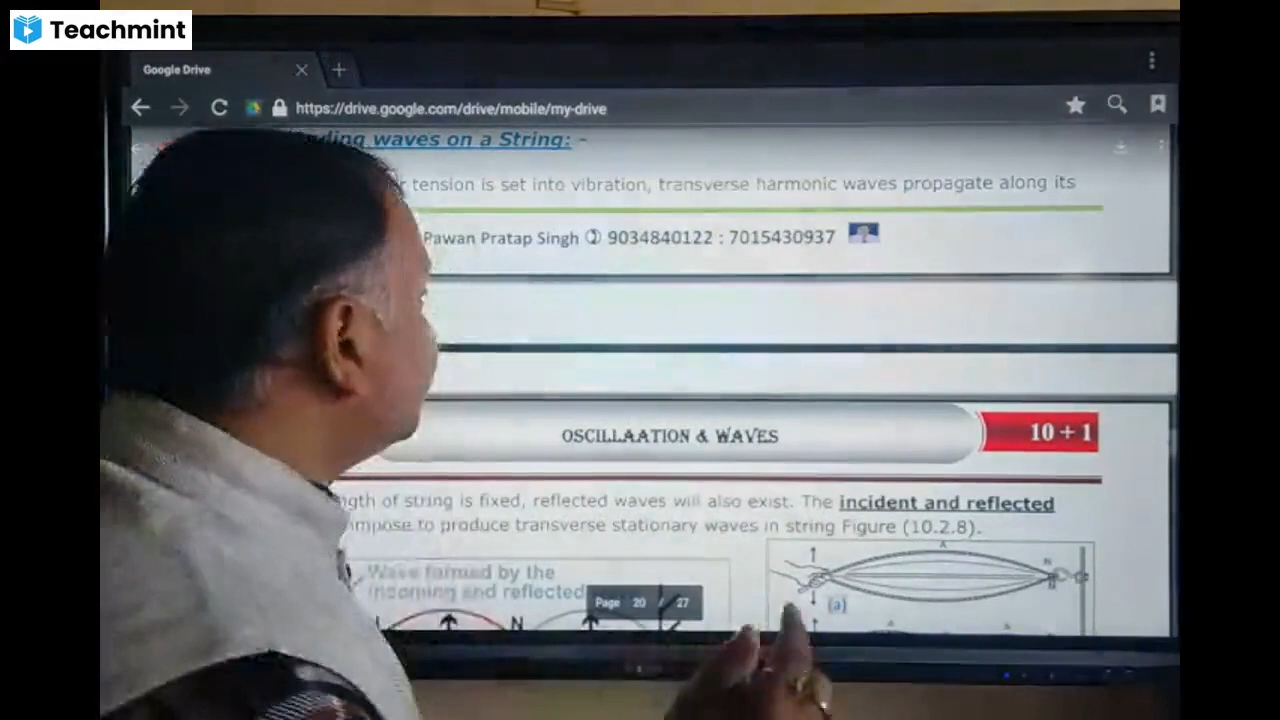 Teachmint
Google Drive
https://drive.google.com/drive/mobile/my-drive
waves on a String: -
tension is set into vibration, transverse harmonic waves propagate along its
Pawan Pratap Singh 9034840122 : 7015430937
OSCILLAATION & WAVES
10 + 1
of string is fixed, reflected waves will also exist. The incident and reflected
to produce transverse stationary waves in string Figure (10.2.8).
Wave formed by the
incoming and reflected
Page 20 / 27
A
N
(a)
N